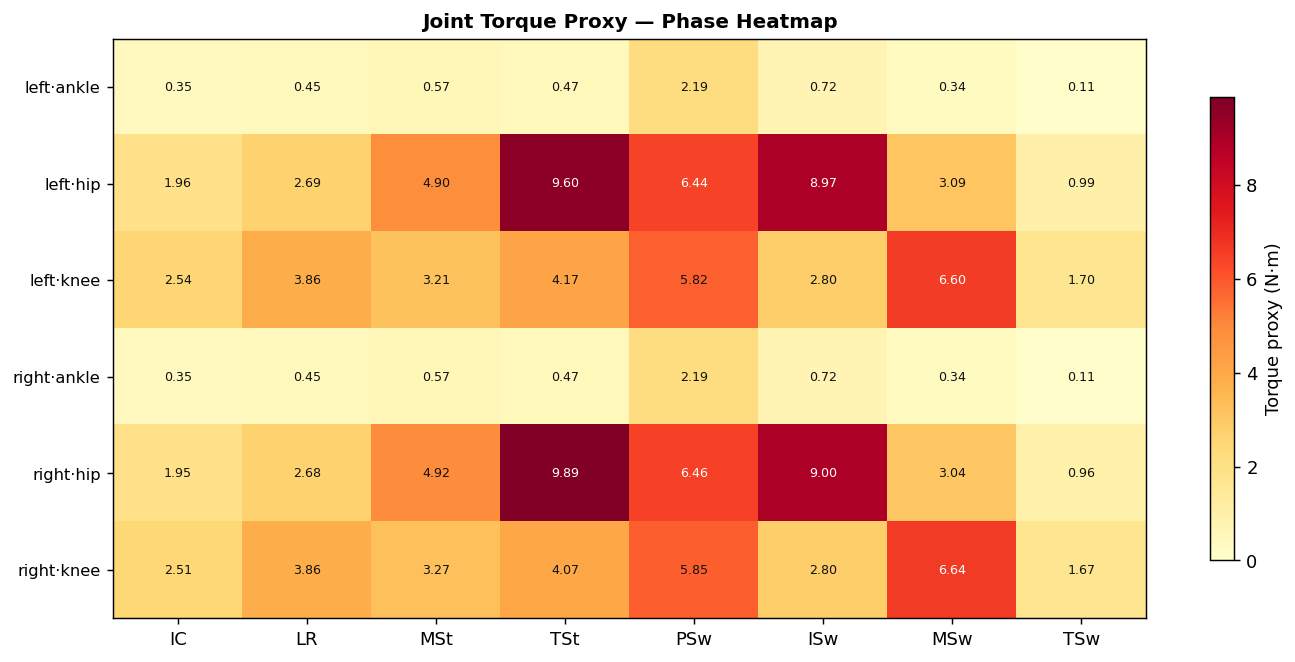 Joint Torque Proxy — Phase Heatmap
left·ankle 0.35 0.45 0.57 0.47 2.19 0.72 0.34 0.11
left·hip 1.96 2.69 4.90 9.60 6.44 8.97 3.09 0.99
left·knee 2.54 3.86 3.21 4.17 5.82 2.80 6.60 1.70
right·ankle 0.35 0.45 0.57 0.47 2.19 0.72 0.34 0.11
right·hip 1.95 2.68 4.92 9.89 6.46 9.00 3.04 0.96
right·knee 2.51 3.86 3.27 4.07 5.85 2.80 6.64 1.67
IC LR MSt TSt PSw ISw MSw TSw
8
6
4
2
0
Torque proxy (N·m)